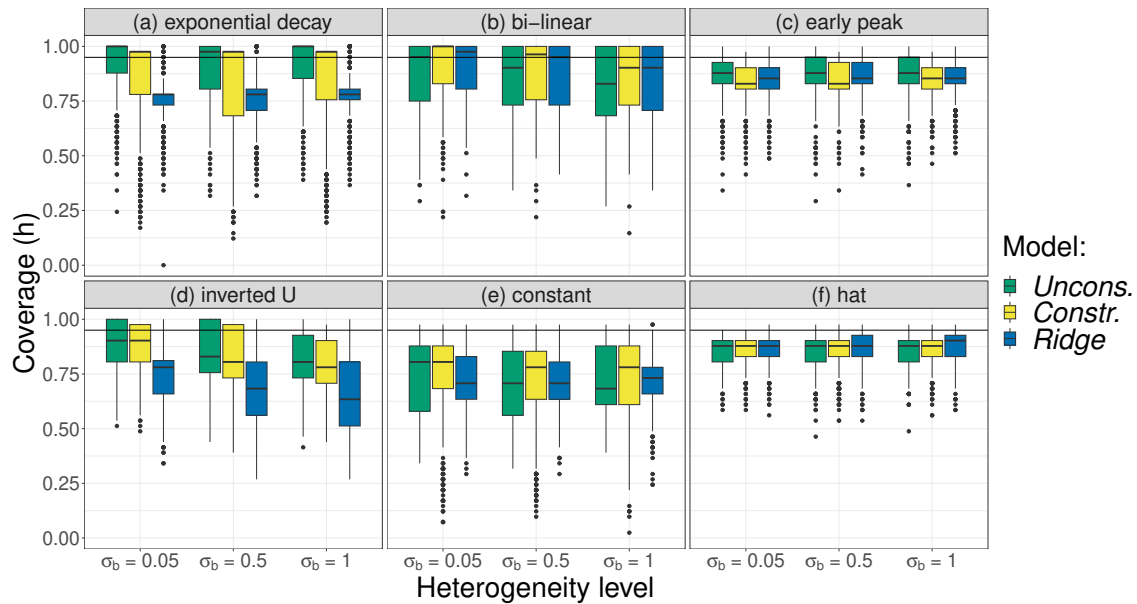 (a) exponential decay
(b) bi−linear
(c) early peak
1.00
0.75
0.50
0.25
0.00
(d) inverted U
(e) constant
(f) hat
1.00
0.75
0.50
0.25
0.00
Coverage (h)
σb = 0.05 σb = 0.5 σb = 1
σb = 0.05 σb = 0.5 σb = 1
σb = 0.05 σb = 0.5 σb = 1
Heterogeneity level
Model:
Uncons.
Constr.
Ridge